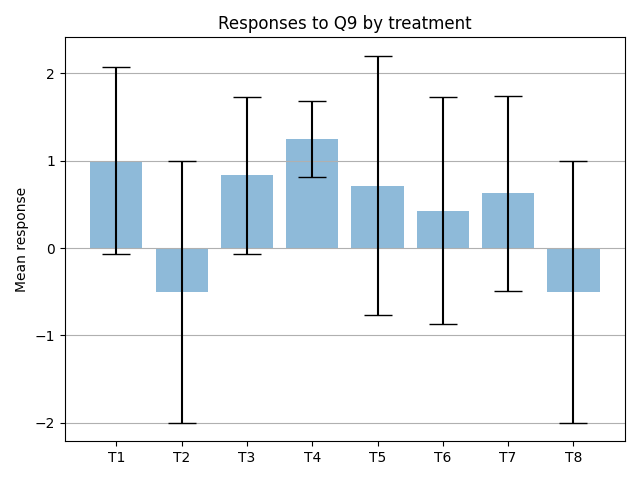 Responses to Q9 by treatment
Mean response
2
1
0
−1
−2
T1 T2 T3 T4 T5 T6 T7 T8